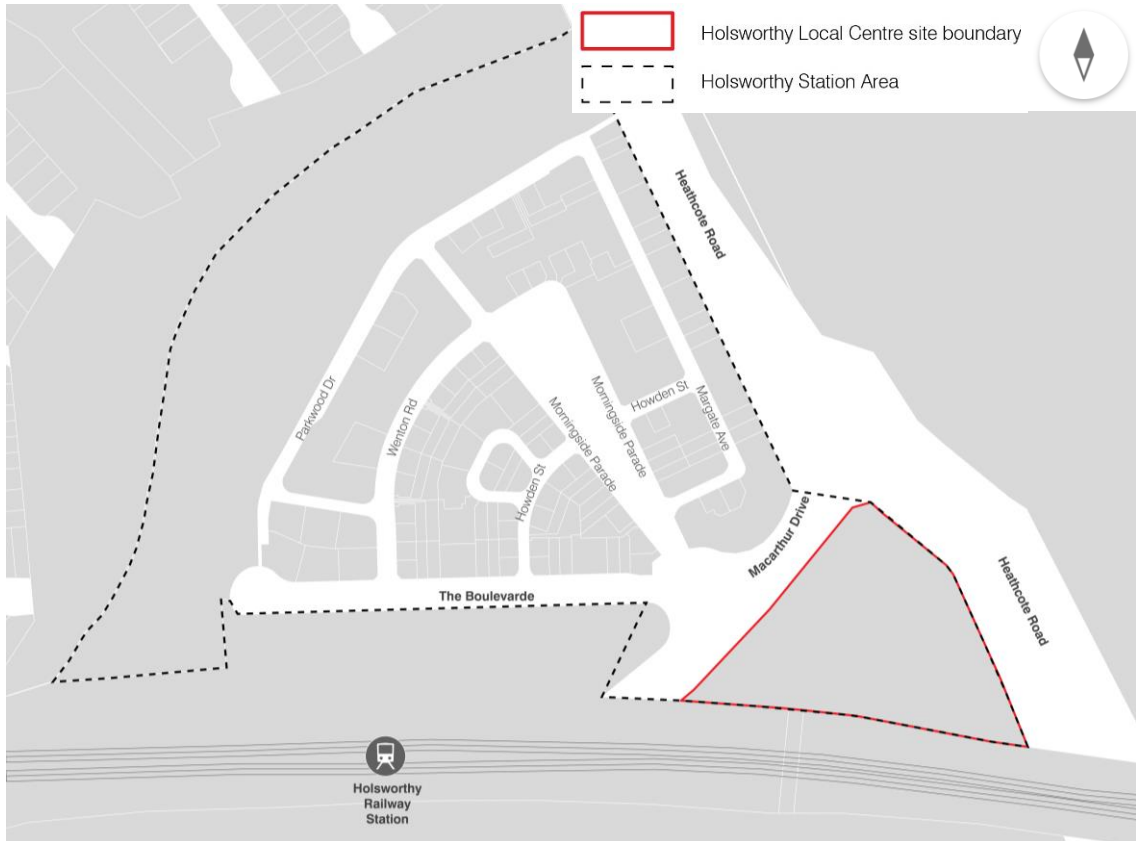 Holsworthy Local Centre site boundary
Holsworthy Station Area
Heathcote Road
Parkwood Dr
Wenton Rd
Morningside Parade
Morningside Parade
Howden St
Margate Ave
Howden St
Macarthur Drive
The Boulevarde
Heathcote Road
Holsworthy
Railway
Station